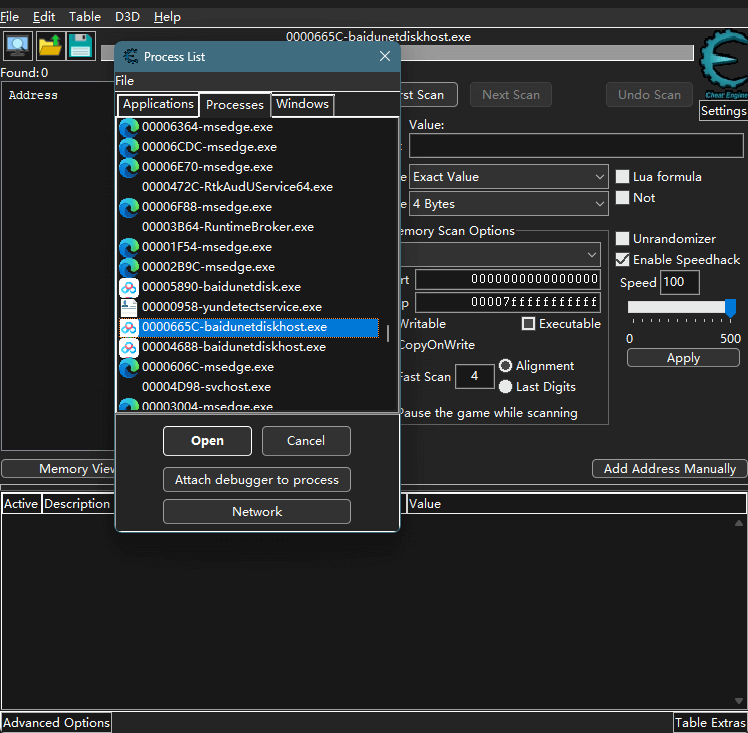 File Edit Table D3D Help
0000665C-baidunetdiskhost.exe
Found:0
Process List
File
Applications Processes Windows
00006364-msedge.exe
00006CDC-msedge.exe
00006E70-msedge.exe
0000472C-RtkAudUService64.exe
00006F88-msedge.exe
00003B64-RuntimeBroker.exe
00001F54-msedge.exe
00002B9C-msedge.exe
00005890-baidunetdisk.exe
00000958-yundetectservice.exe
0000665C-baidunetdiskhost.exe
00004688-baidunetdiskhost.exe
0000606C-msedge.exe
00004D98-svchost.exe
00003004-msedge.exe
Open Cancel
Attach debugger to process
Network
Address
rst Scan Next Scan Undo Scan
Cheat Engine
Settings
Value:
Exact Value
4 Bytes
Lua formula
Not
emory Scan Options
rt 0000000000000000
p 00007fffffffffff
Writable Executable
CopyOnWrite
Fast Scan 4 Alignment
Last Digits
Pause the game while scanning
Unrandomizer
Enable Speedhack
Speed 100
0 500
Apply
Memory View
Add Address Manually
Active Description Value
Advanced Options Table Extras